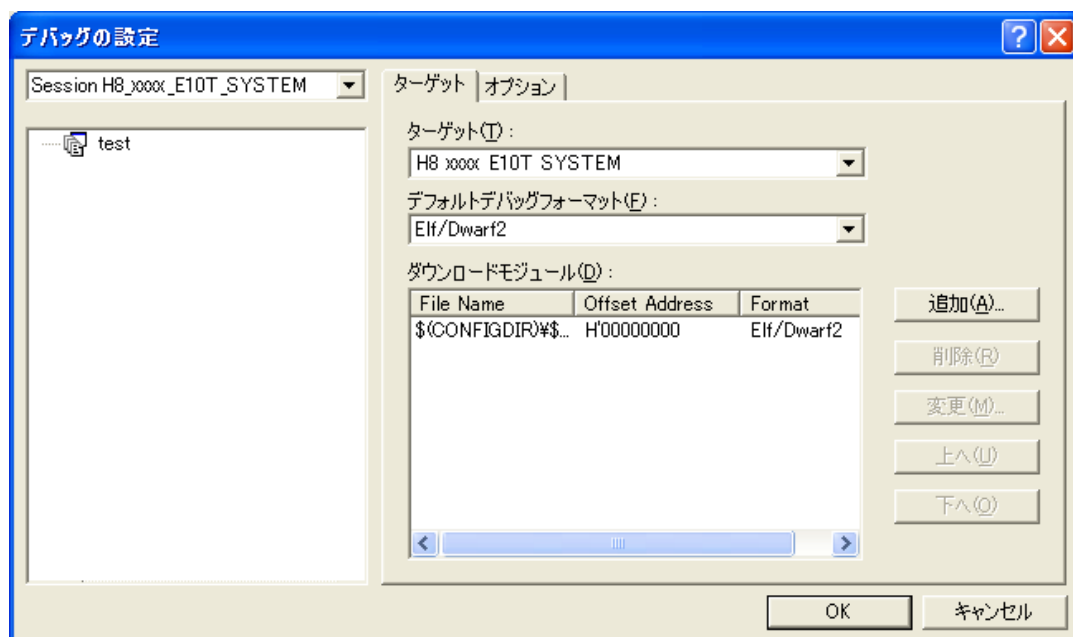 デバッグの設定
Session H8_xxxx_E10T_SYSTEM
test
ターゲット オプション
ターゲット(T):
H8 xxxx E10T SYSTEM
デフォルトデバッグフォーマット(F):
Elf/Dwarf2
ダウンロードモジュール(D):
File Name Offset Address Format
$(CONFIGDIR)¥$... H'00000000 Elf/Dwarf2
追加(A)...
削除(R)
変更(M)...
上へ(U)
下へ(O)
OK キャンセル